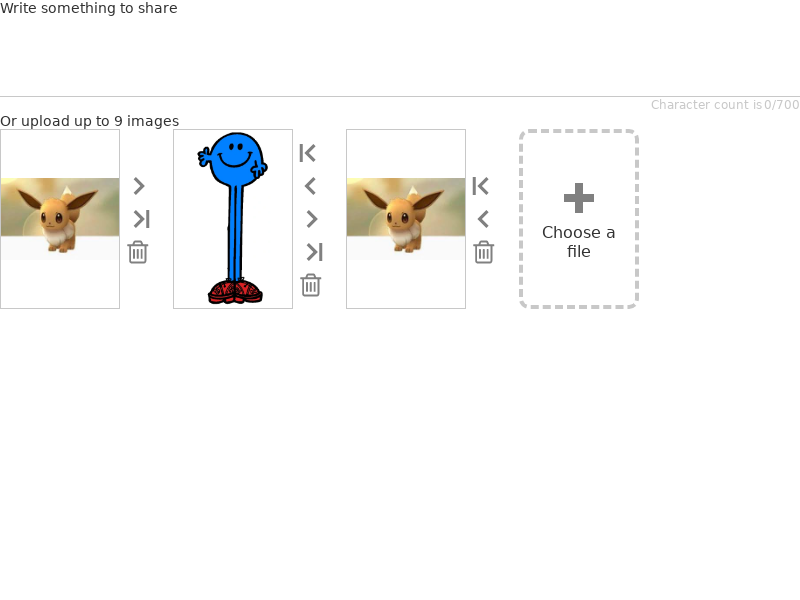 Write something to share
Character count is 0/700
Or upload up to 9 images
Choose a
file